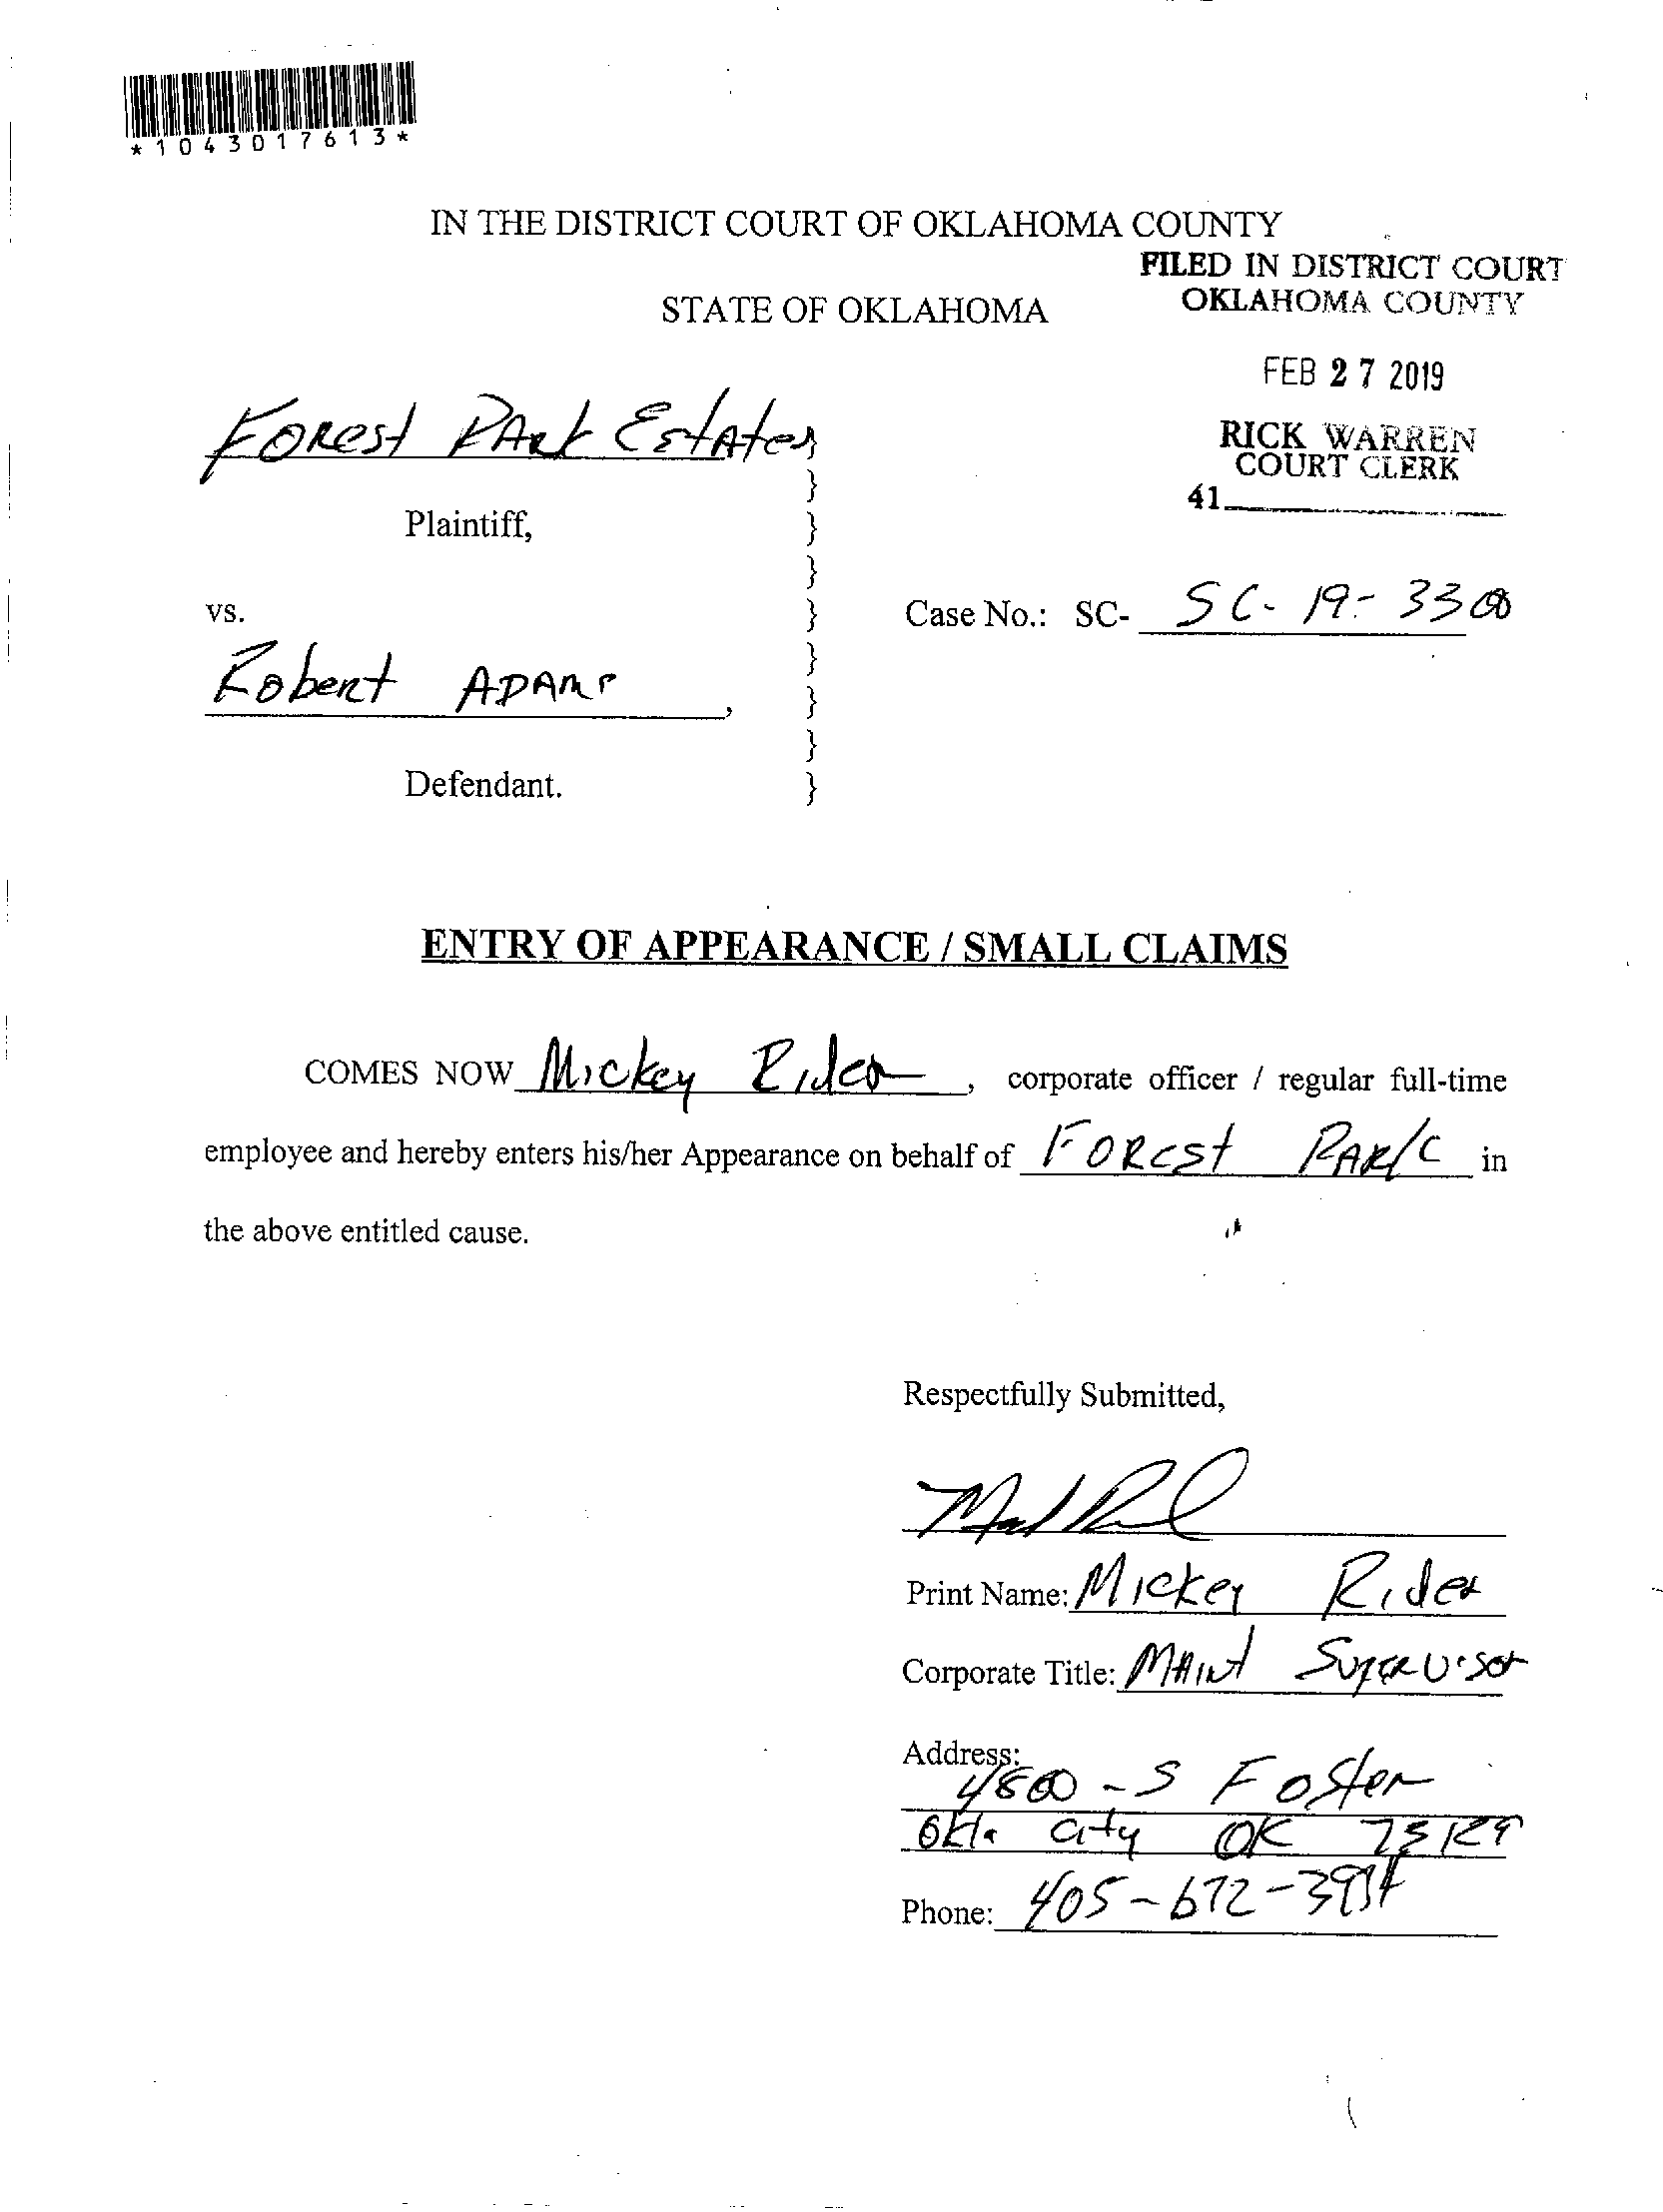 *1043017613*
IN THE DISTRICT COURT OF OKLAHOMA COUNTY
FILED IN DISTRICT COURT
OKLAHOMA COUNTY
STATE OF OKLAHOMA
FEB 27 2019
RICK WARREN
COURT CLERK
41
Forest Park Estates }
}
Plaintiff, }
}
vs. } Case No.: SC- SC-19-3300
}
Robert Adams, }
}
Defendant. }
ENTRY OF APPEARANCE / SMALL CLAIMS
COMES NOW Mickey Rider, corporate officer / regular full-time
employee and hereby enters his/her Appearance on behalf of Forest Park in
the above entitled cause.
Respectfully Submitted,
Print Name: Mickey Rider
Corporate Title: Maint Supervisor
Address:
4800 - S Foster
Okla City OK 73129
Phone: 405-672-